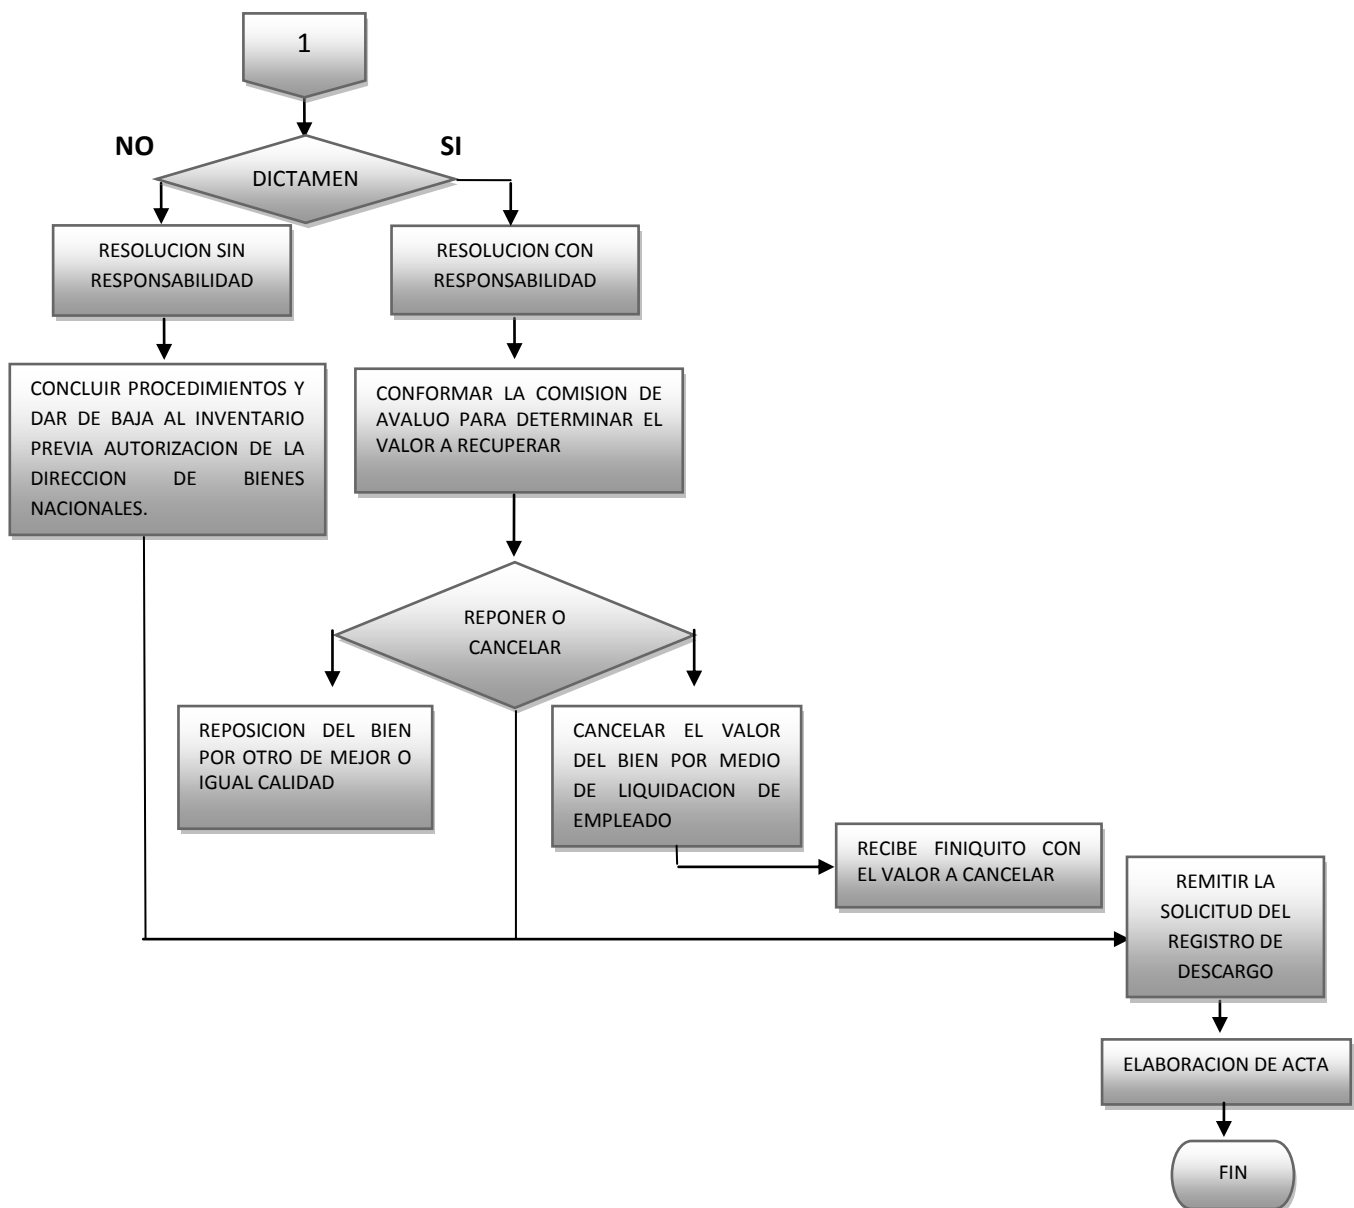 1
NO
SI
DICTAMEN
RESOLUCION SIN
RESPONSABILIDAD
RESOLUCION CON
RESPONSABILIDAD
CONCLUIR PROCEDIMIENTOS Y
DAR DE BAJA AL INVENTARIO
PREVIA AUTORIZACION DE LA
DIRECCION DE BIENES
NACIONALES.
CONFORMAR LA COMISION DE
AVALUO PARA DETERMINAR EL
VALOR A RECUPERAR
REPONER O
CANCELAR
REPOSICION DEL BIEN
POR OTRO DE MEJOR O
IGUAL CALIDAD
CANCELAR EL VALOR
DEL BIEN POR MEDIO
DE LIQUIDACION DE
EMPLEADO
RECIBE FINIQUITO CON
EL VALOR A CANCELAR
REMITIR LA
SOLICITUD DEL
REGISTRO DE
DESCARGO
ELABORACION DE ACTA
FIN